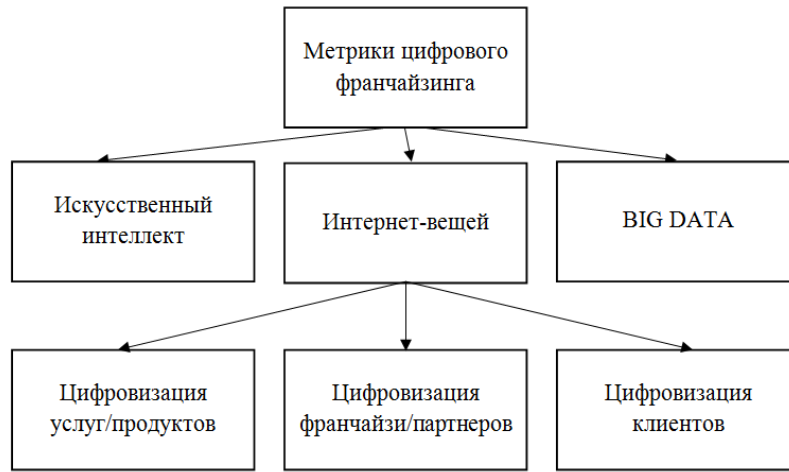 Метрики цифрового
франчайзинга
Искусственный
интеллект
Интернет-вещей
BIG DATA
Цифровизация
услуг/продуктов
Цифровизация
франчайзи/партнеров
Цифровизация
клиентов